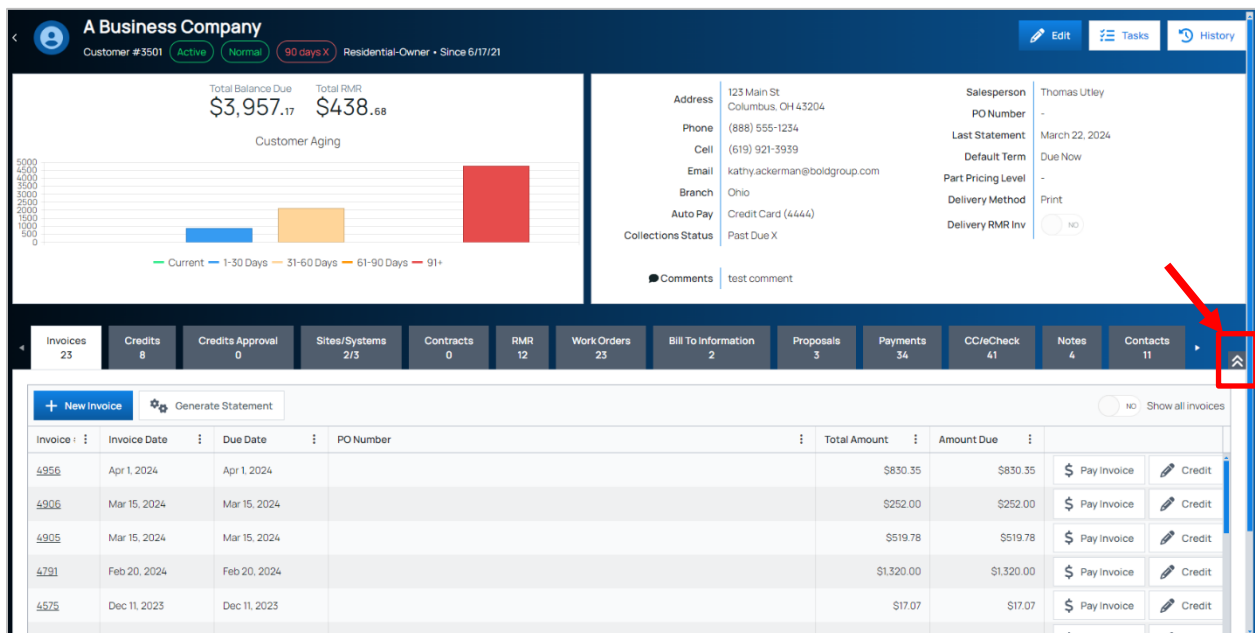 A Business Company
Customer #3501 Active Normal 90 days X Residential-Owner • Since 6/17/21
Edit Tasks History
Total Balance Due Total RMR
$3,957.17 $438.68
Customer Aging
5000
4500
4000
3500
3000
2500
2000
1500
1000
500
0
Current 1-30 Days 31-60 Days 61-90 Days 91+
Address 123 Main St
Columbus, OH 43204
Phone (888) 555-1234
Cell (619) 921-3939
Email kathy.ackerman@boldgroup.com
Branch Ohio
Auto Pay Credit Card (4444)
Collections Status Past Due X
Comments test comment
Salesperson Thomas Utley
PO Number -
Last Statement March 22, 2024
Default Term Due Now
Part Pricing Level -
Delivery Method Print
Delivery RMR Inv NO
Invoices Credits Credits Approval Sites/Systems Contracts RMR Work Orders Bill To Information Proposals Payments CC/eCheck Notes Contacts
23 8 0 2/3 0 12 23 2 3 34 41 4 11
+ New Invoice Generate Statement NO Show all invoices
Invoice Invoice Date Due Date PO Number Total Amount Amount Due
4956 Apr 1, 2024 Apr 1, 2024 $830.35 $830.35 $ Pay Invoice Credit
4906 Mar 15, 2024 Mar 15, 2024 $252.00 $252.00 $ Pay Invoice Credit
4905 Mar 15, 2024 Mar 15, 2024 $519.78 $519.78 $ Pay Invoice Credit
4791 Feb 20, 2024 Feb 20, 2024 $1,320.00 $1,320.00 $ Pay Invoice Credit
4575 Dec 11, 2023 Dec 11, 2023 $17.07 $17.07 $ Pay Invoice Credit